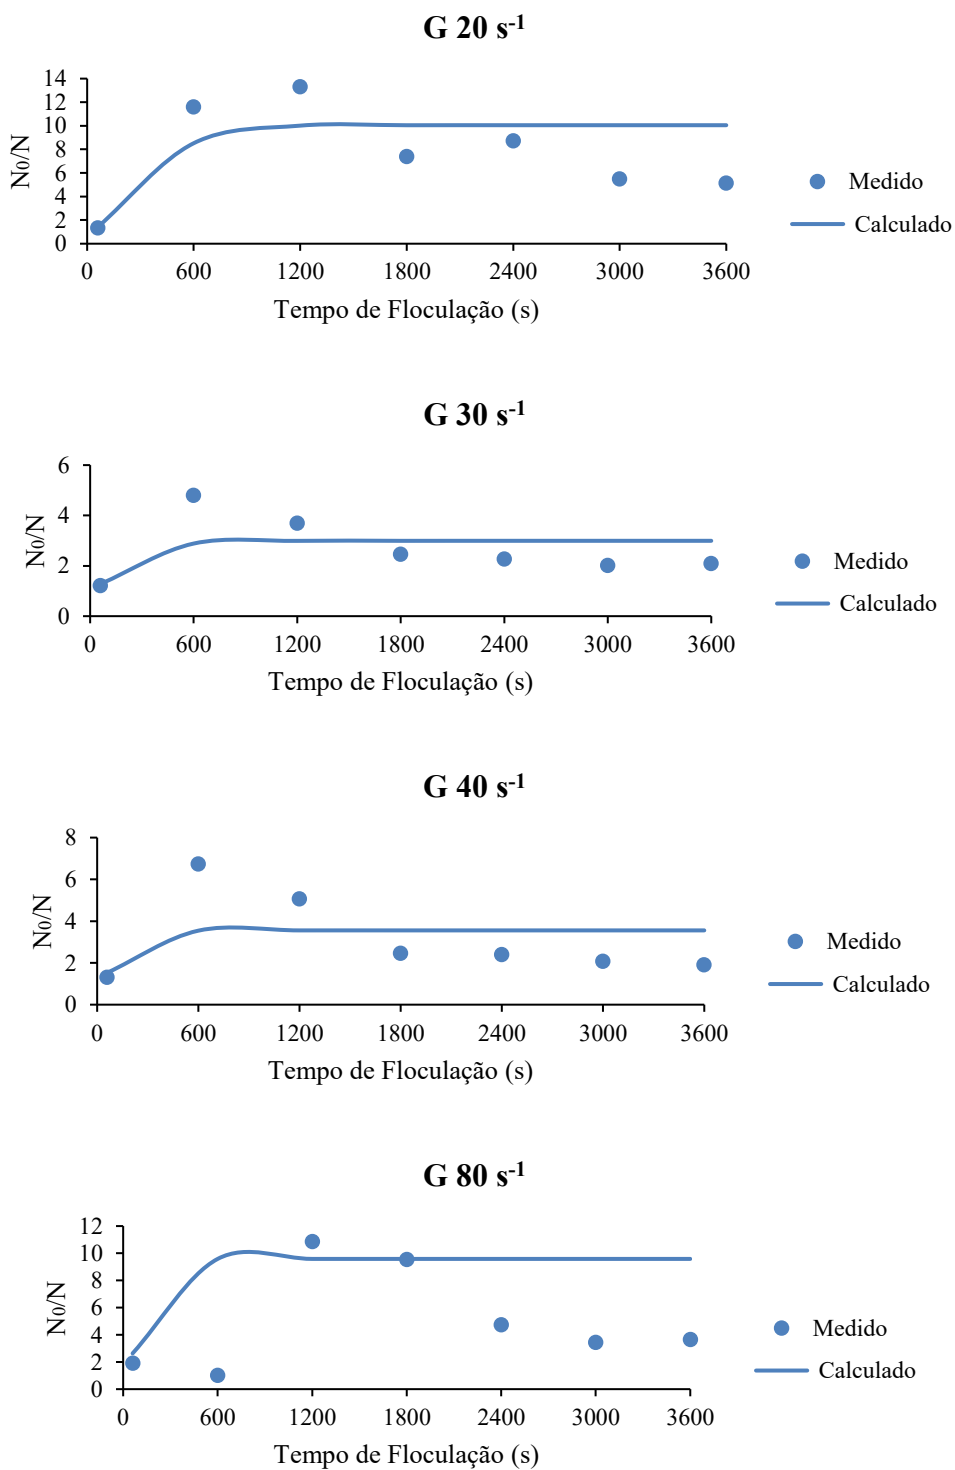 G 20 s-1
14
12
10
8
6
4
2
0
N0/N
0 600 1200 1800 2400 3000 3600
Tempo de Floculação (s)
Medido
Calculado
G 30 s-1
6
4
2
0
N0/N
0 600 1200 1800 2400 3000 3600
Tempo de Floculação (s)
Medido
Calculado
G 40 s-1
8
6
4
2
0
N0/N
0 600 1200 1800 2400 3000 3600
Tempo de Floculação (s)
Medido
Calculado
G 80 s-1
12
10
8
6
4
2
0
N0/N
0 600 1200 1800 2400 3000 3600
Tempo de Floculação (s)
Medido
Calculado